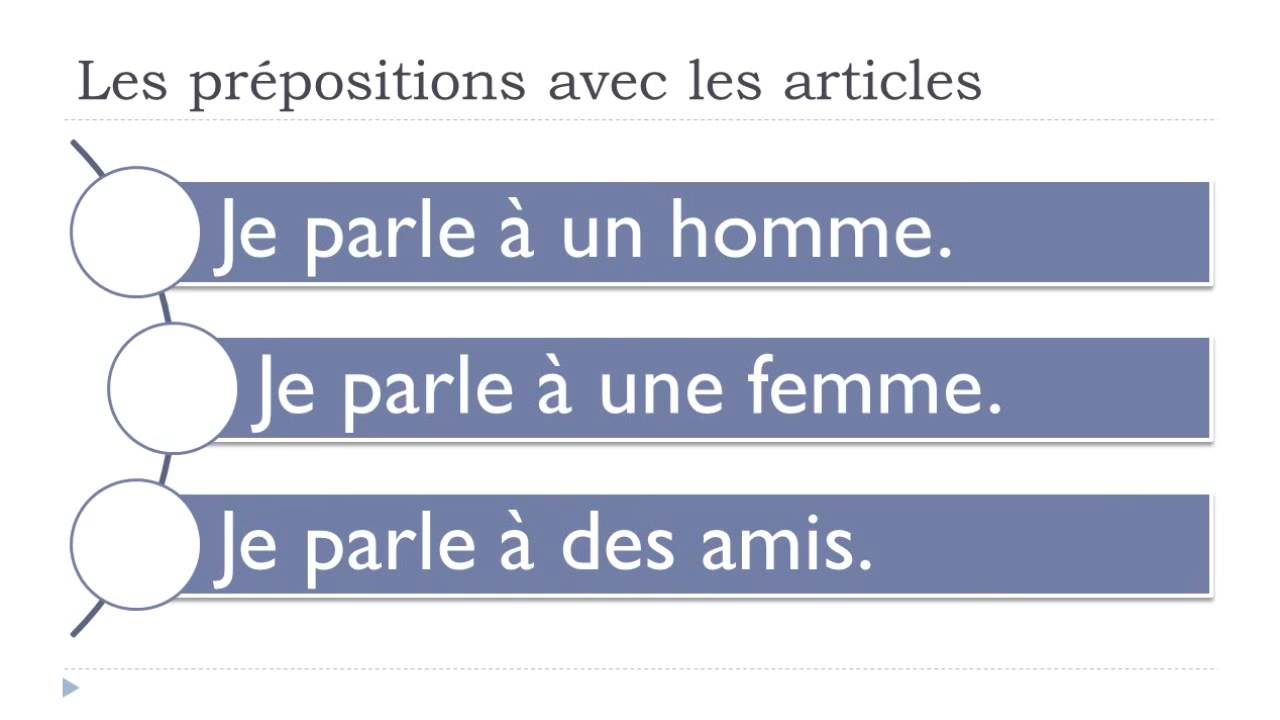 Les prépositions avec les articles
Je parle à un homme.
Je parle à une femme.
Je parle à des amis.